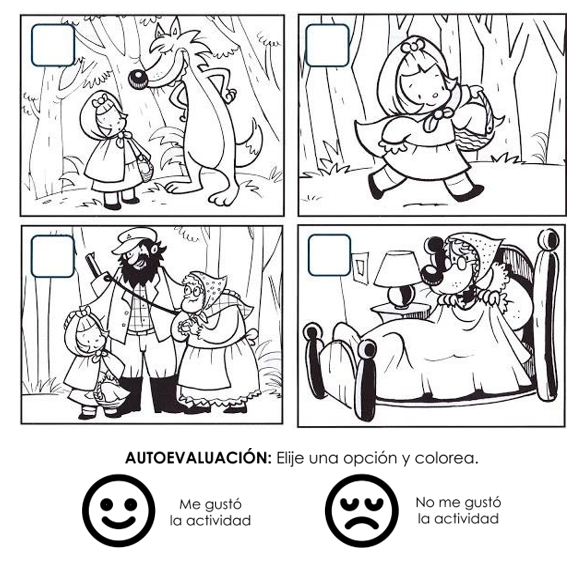 AUTOEVALUACIÓN: Elije una opción y colorea.
Me gustó
la actividad
No me gustó
la actividad